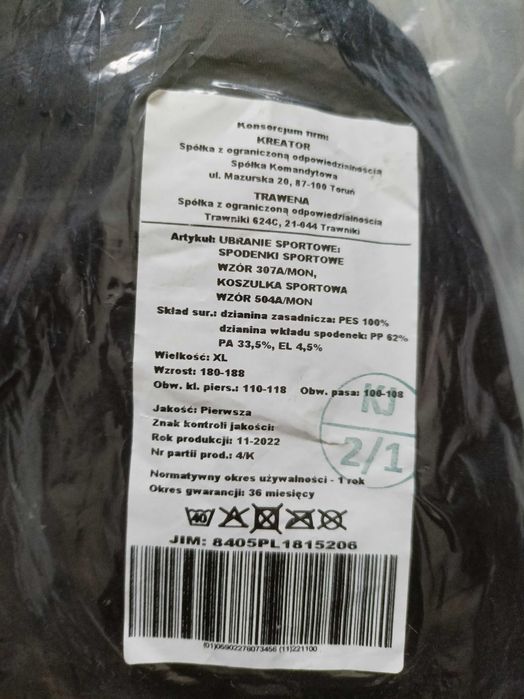 Konsorcjum firm:
KREATOR
Spółka z ograniczoną odpowiedzialnością
Spółka Komandytowa
ul. Mazurska 20, 87-100 Toruń
TRAWENA
Spółka z ograniczoną odpowiedzialnością
Trawniki 624C, 21-044 Trawniki
Artykuł: UBRANIE SPORTOWE:
SPODENKI SPORTOWE
WZÓR 307A/MON,
KOSZULKA SPORTOWA
WZÓR 504A/MON
Skład sur.: dzianina zasadnicza: PES 100%
dzianina wkładu spodenek: PP 62%
PA 33,5%, EL 4,5%
Wielkość: XL
Wzrost: 180-188
Obw. kl. piers.: 110-118 Obw. pasa: 100-108
Jakość: Pierwsza
Znak kontroli jakości:
Rok produkcji: 11-2022
Nr partii prod.: 4/K
KJ
2/1
Normatywny okres używalności - 1 rok
Okres gwarancji: 36 miesięcy
40
JIM: 8405PL1815206
(01)06902278073456 (11)221100